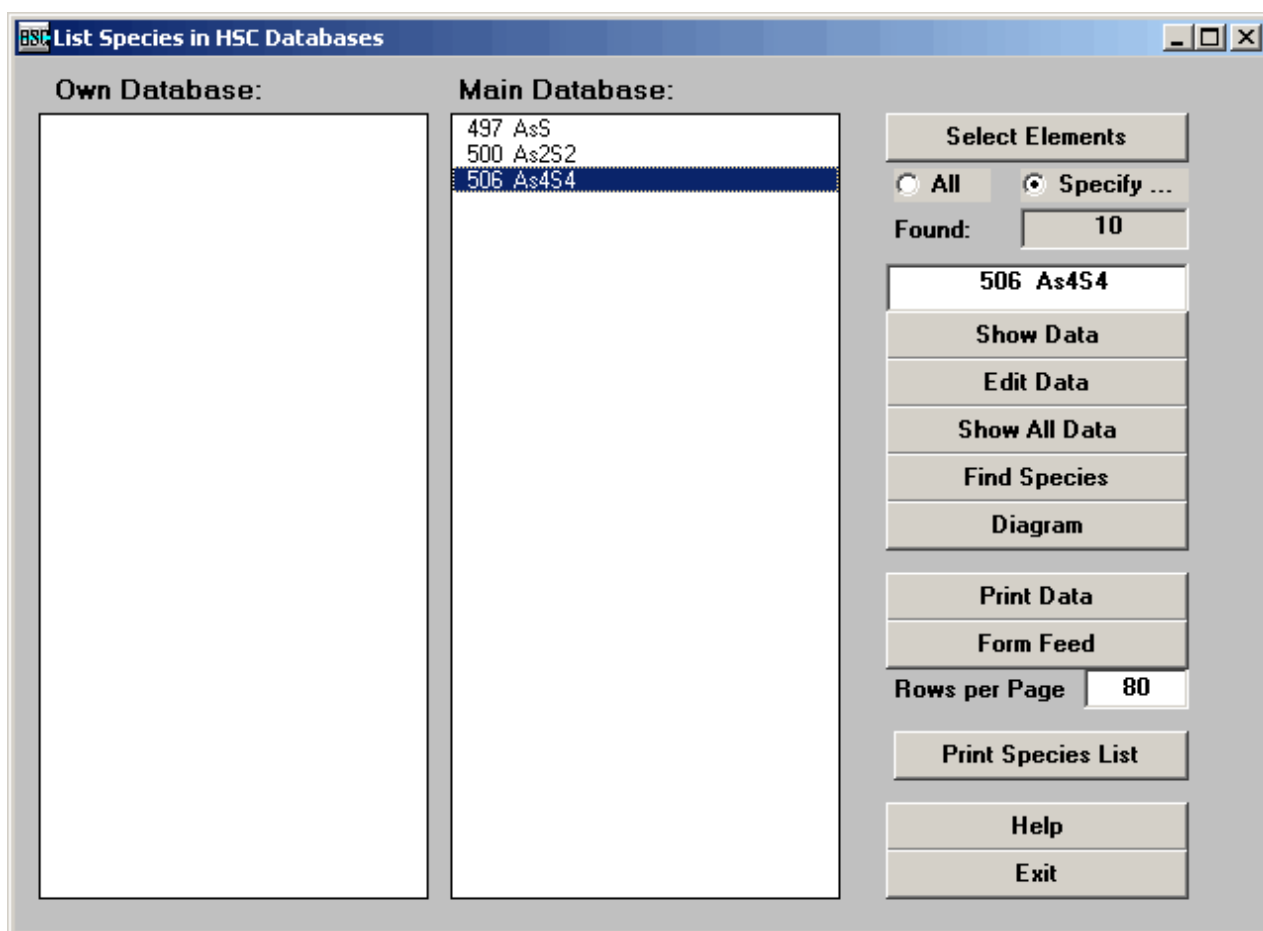 HSC List Species in HSC Databases
Own Database:
Main Database:
497 AsS
500 As2S2
506 As4S4
Select Elements
All
Specify ...
Found:
10
506 As4S4
Show Data
Edit Data
Show All Data
Find Species
Diagram
Print Data
Form Feed
Rows per Page
80
Print Species List
Help
Exit